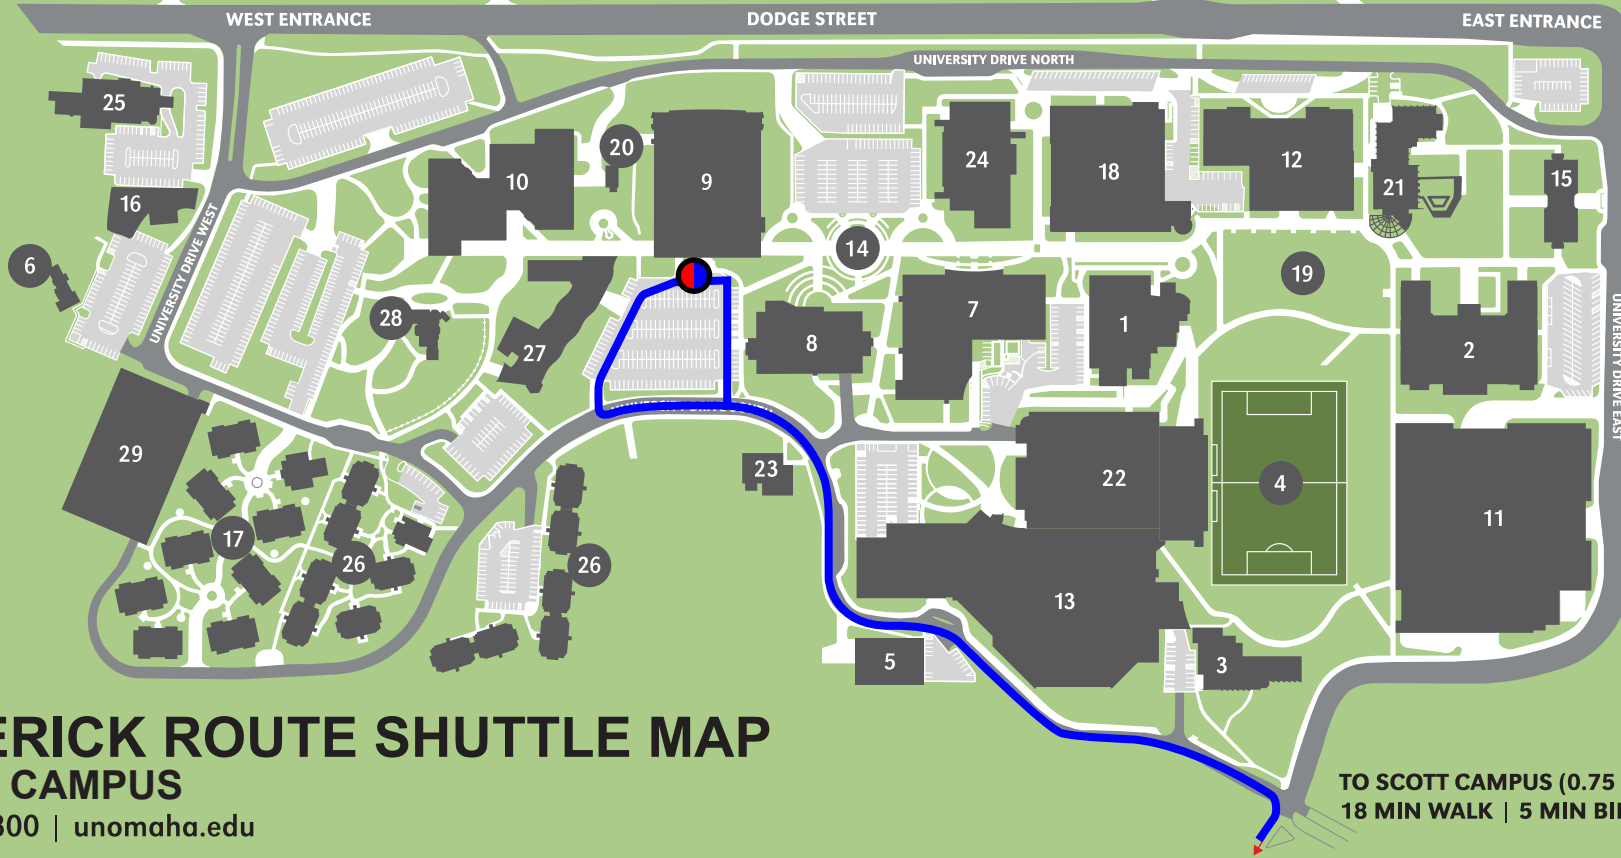 WEST ENTRANCE
DODGE STREET
EAST ENTRANCE
UNIVERSITY DRIVE NORTH
25
20
10
9
24
18
12
21
15
16
UNIVERSITY DRIVE WEST
6
14
19
28
27
8
7
1
2
UNIVERSITY DRIVE EAST
29
23
22
4
11
17
26
26
13
5
3
ERICK ROUTE SHUTTLE MAP
CAMPUS
300 | unomaha.edu
TO SCOTT CAMPUS (0.75
18 MIN WALK | 5 MIN BI